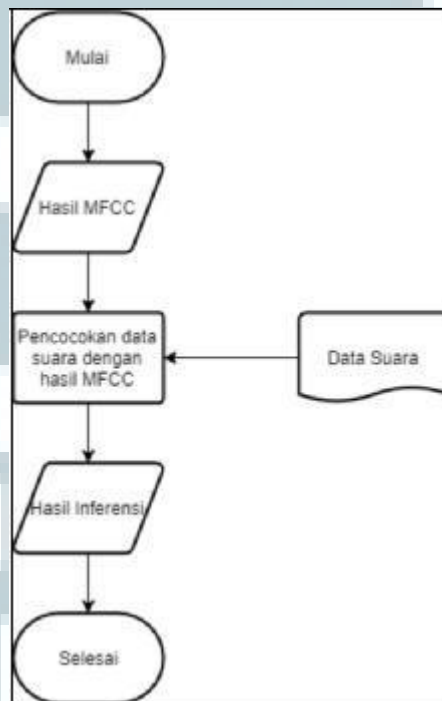 Mulai
Hasil MFCC
Pencocokan data
suara dengan
hasil MFCC
Data Suara
Hasil Inferensi
Selesai